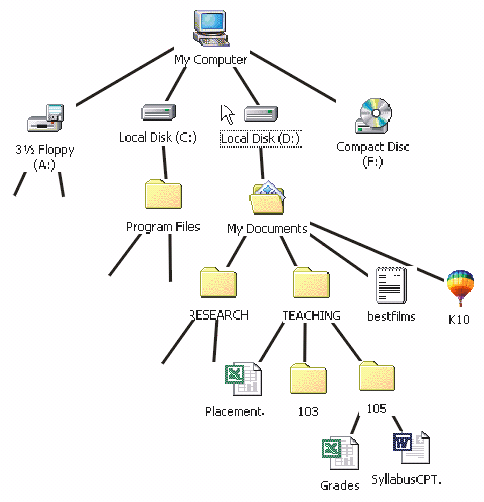 My Computer
3½ Floppy
(A:)
Local Disk (C:)
Local Disk (D:)
Compact Disc
(F:)
Program Files
My Documents
RESEARCH
TEACHING
bestfilms
K10
Placement.
103
105
Grades
SyllabusCPT.